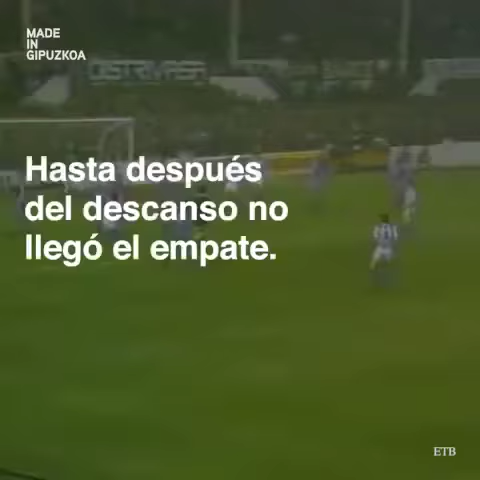 MADE
IN
GIPUZKOA
Hasta después
del descanso no
llegó el empate.
ETB